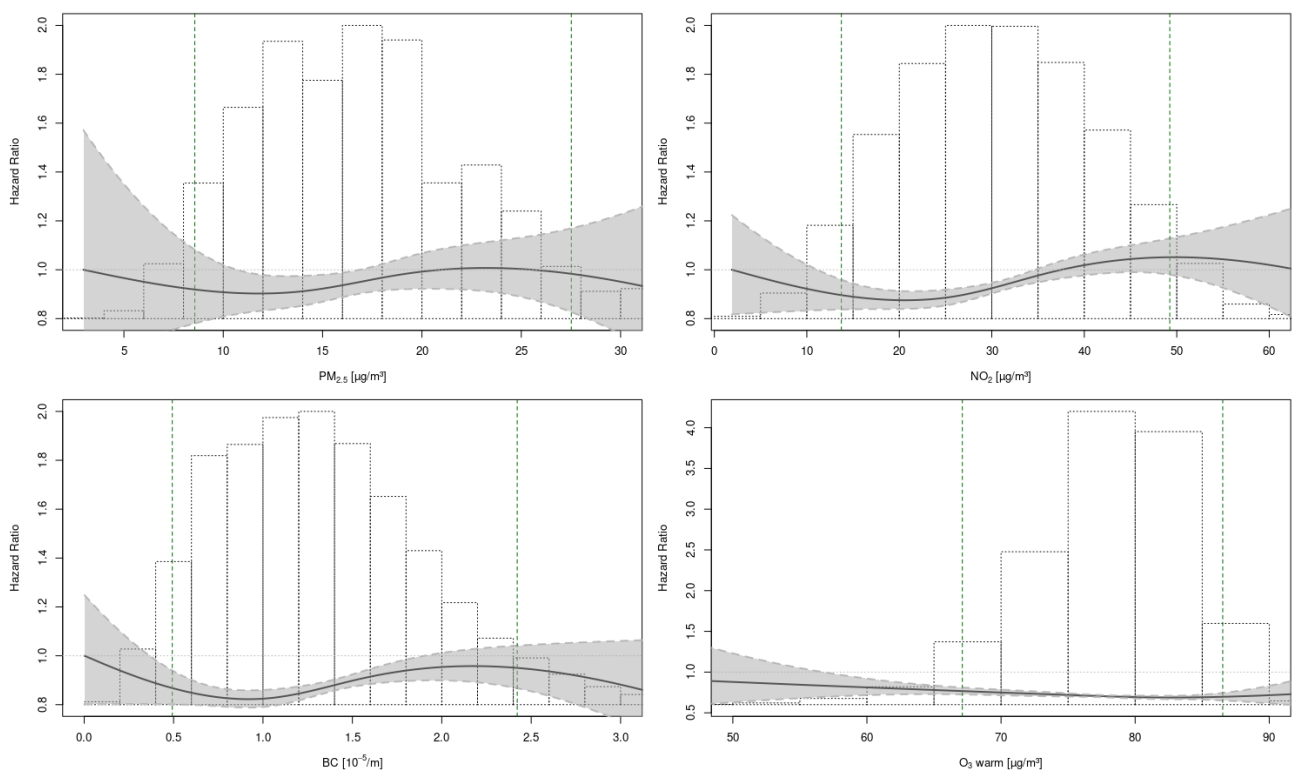 Hazard Ratio
0.8 1.0 1.2 1.4 1.6 1.8 2.0
5 10 15 20 25 30
PM2.5 [µg/m³]
Hazard Ratio
0.8 1.0 1.2 1.4 1.6 1.8 2.0
0 10 20 30 40 50 60
NO2 [µg/m³]
Hazard Ratio
0.8 1.0 1.2 1.4 1.6 1.8 2.0
0.0 0.5 1.0 1.5 2.0 2.5 3.0
BC [10⁻⁵/m]
Hazard Ratio
0.5 1.0 1.5 2.0 2.5 3.0 3.5 4.0
50 60 70 80 90
O3 warm [µg/m³]